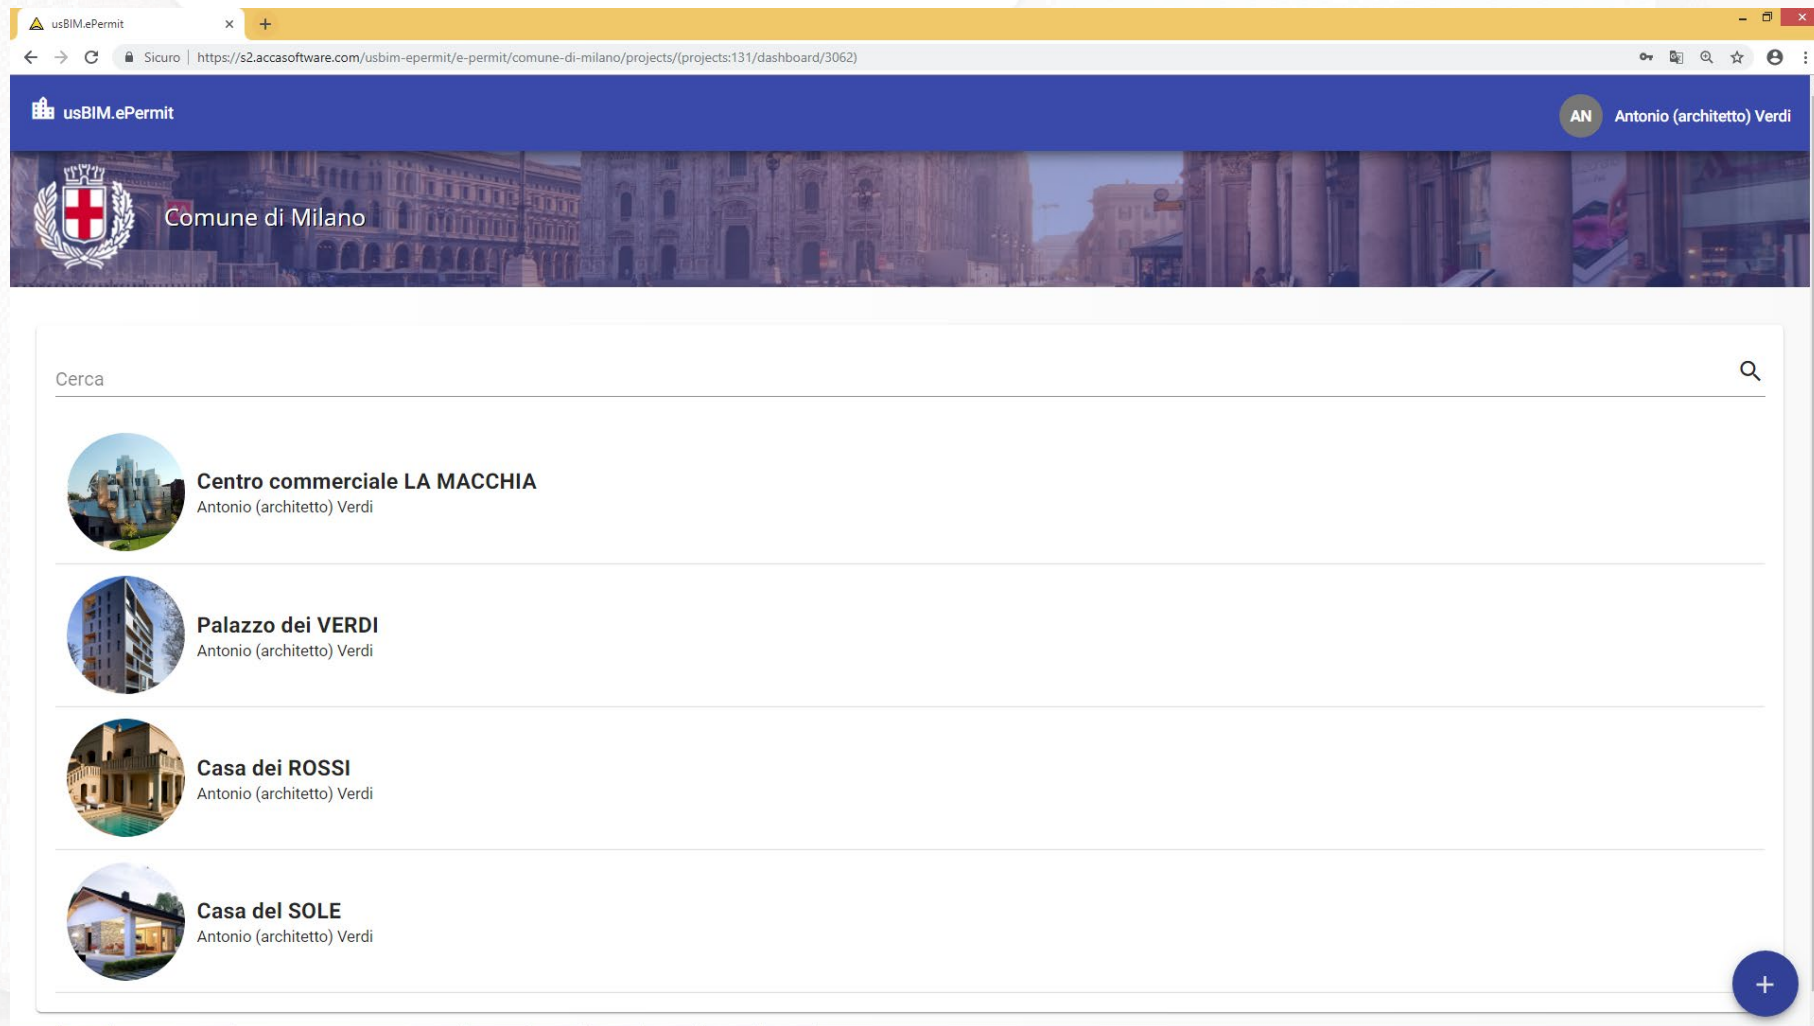 usBIM.ePermit
Sicuro | https://s2.accasoftware.com/usbim-epermit/e-permit/comune-di-milano/projects/(projects:131/dashboard/3062)
usBIM.ePermit
AN Antonio (architetto) Verdi
Comune di Milano
Cerca
Centro commerciale LA MACCHIA
Antonio (architetto) Verdi
Palazzo dei VERDI
Antonio (architetto) Verdi
Casa dei ROSSI
Antonio (architetto) Verdi
Casa del SOLE
Antonio (architetto) Verdi